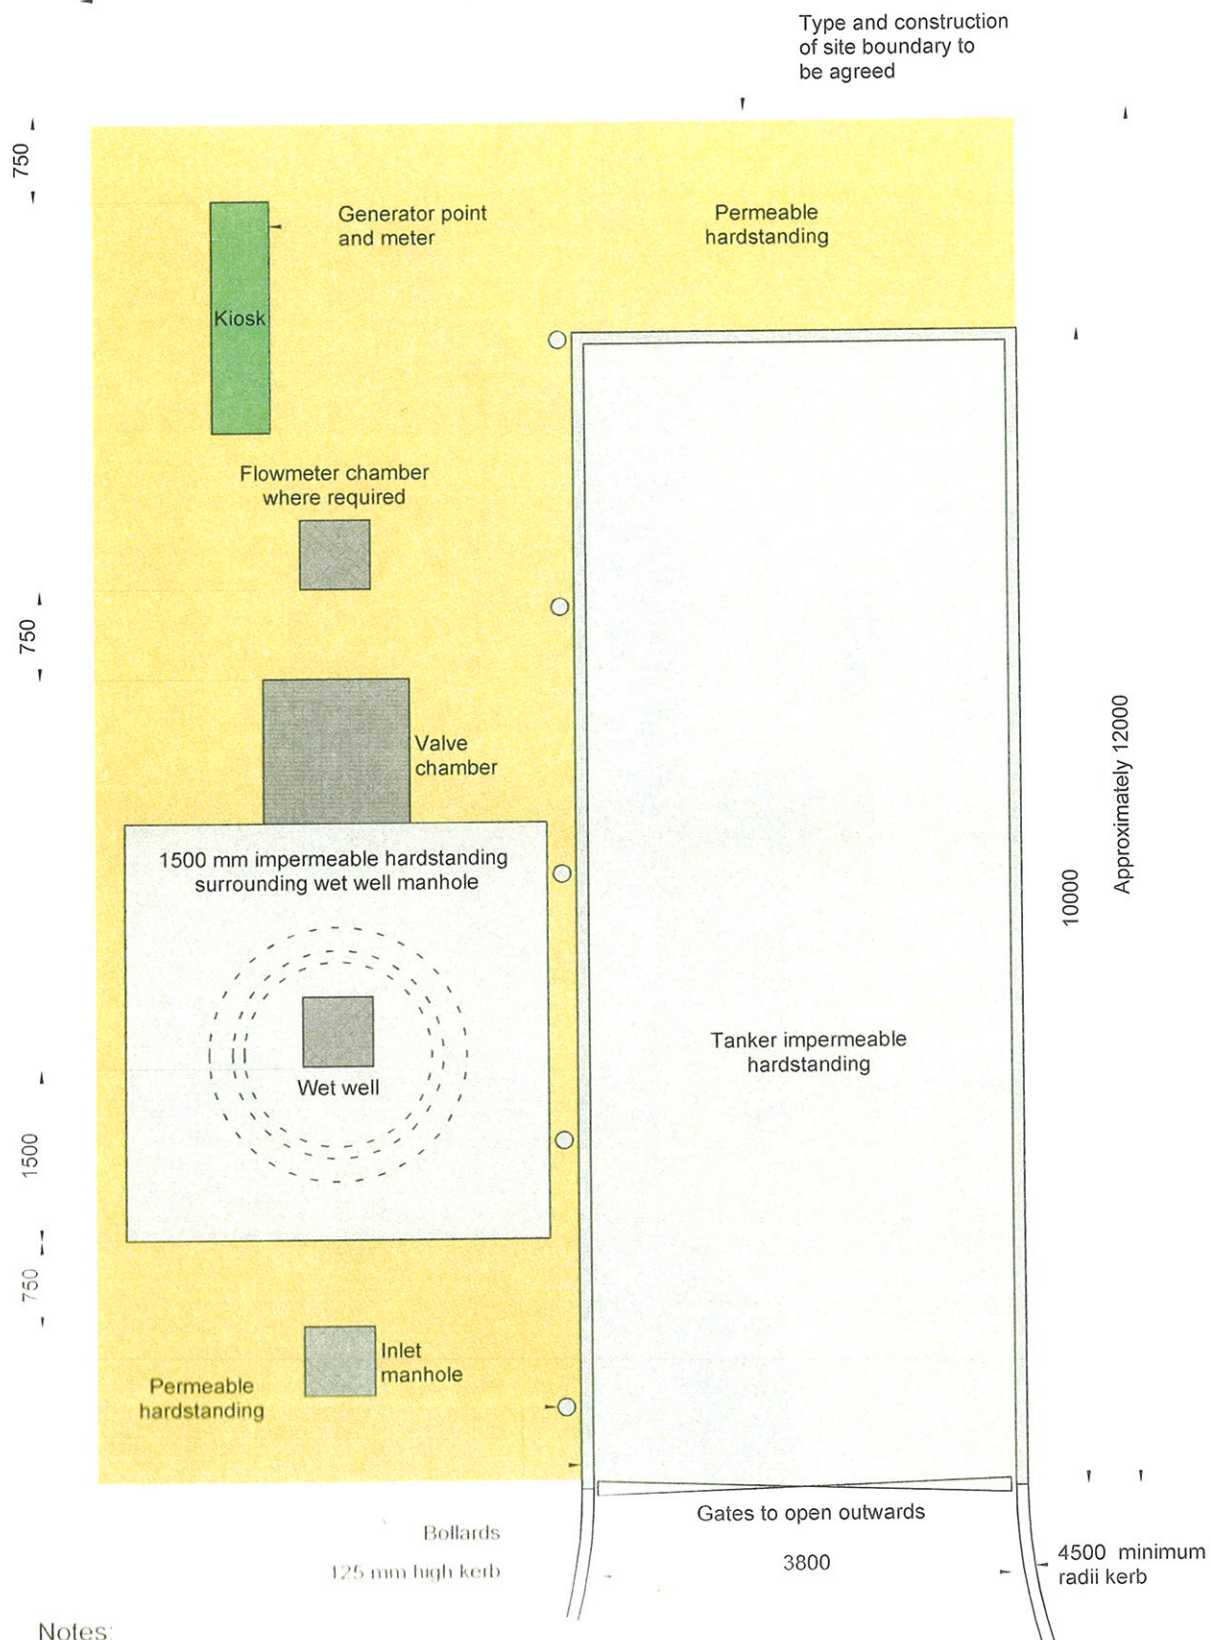 Type and construction
of site boundary to
be agreed
750
Generator point
and meter
Permeable
hardstanding
Kiosk
Flowmeter chamber
where required
750
Valve
chamber
Approximately 12000
10000
1500 mm impermeable hardstanding
surrounding wet well manhole
Tanker impermeable
hardstanding
Wet well
1500
750
Inlet
manhole
Permeable
hardstanding
Gates to open outwards
Bollards
125 mm high kerb
3800
4500 minimum
radii kerb
Notes: